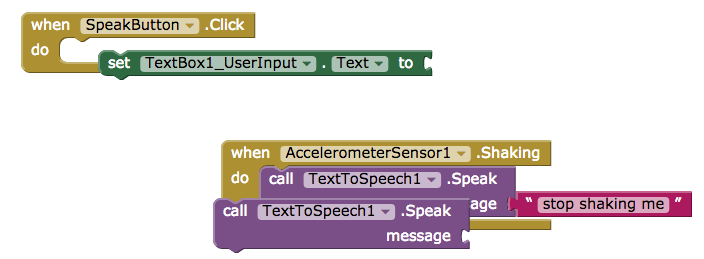 when SpeakButton .Click
do
set TextBox1_UserInput . Text to
when AccelerometerSensor1 .Shaking
do call TextToSpeech1 .Speak
age " stop shaking me "
call TextToSpeech1 .Speak
message